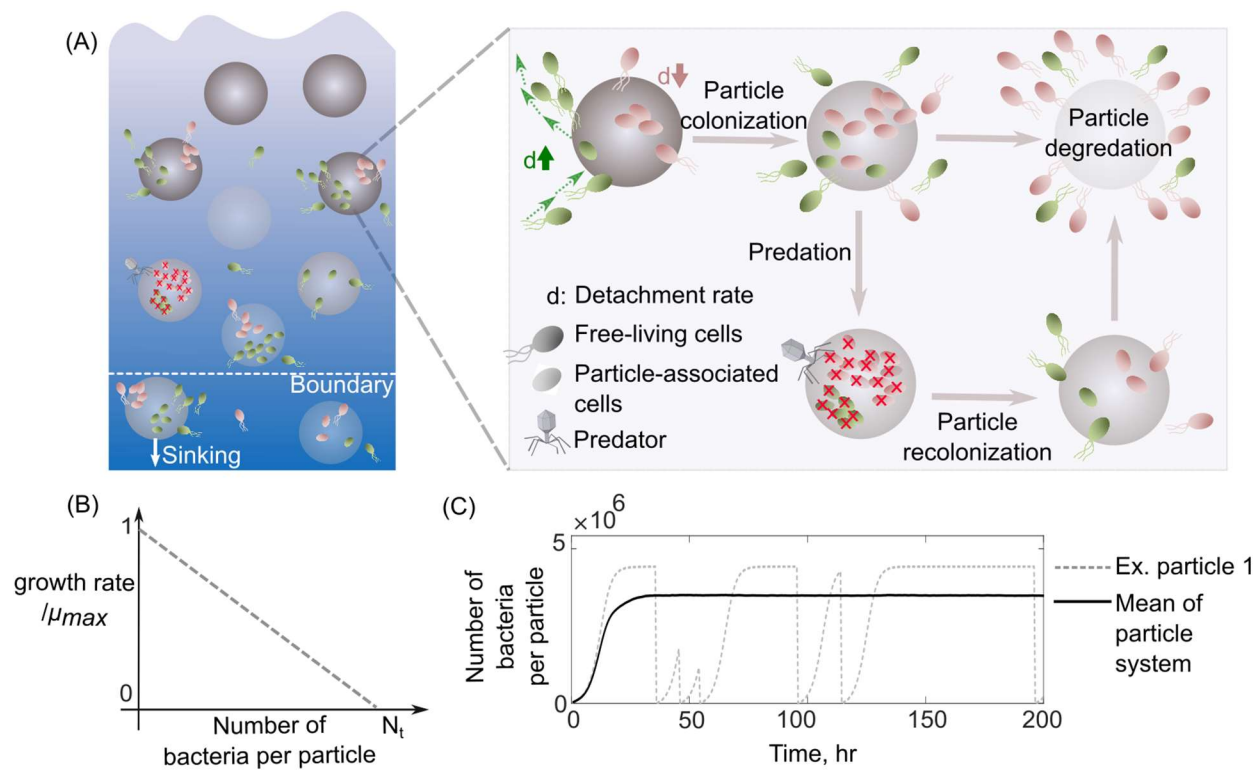 (A)
Boundary
Sinking
d
d
Particle
colonization
Particle
degredation
Predation
d: Detachment rate
Free-living cells
Particle-associated
cells
Predator
Particle
recolonization
(B)
1
growth rate
/μmax
0
Number of
bacteria per particle
Nt
(C)
×10^6
5
Number of
bacteria
per particle
0
0
50
100
150
200
Time, hr
Ex. particle 1
Mean of
particle
system